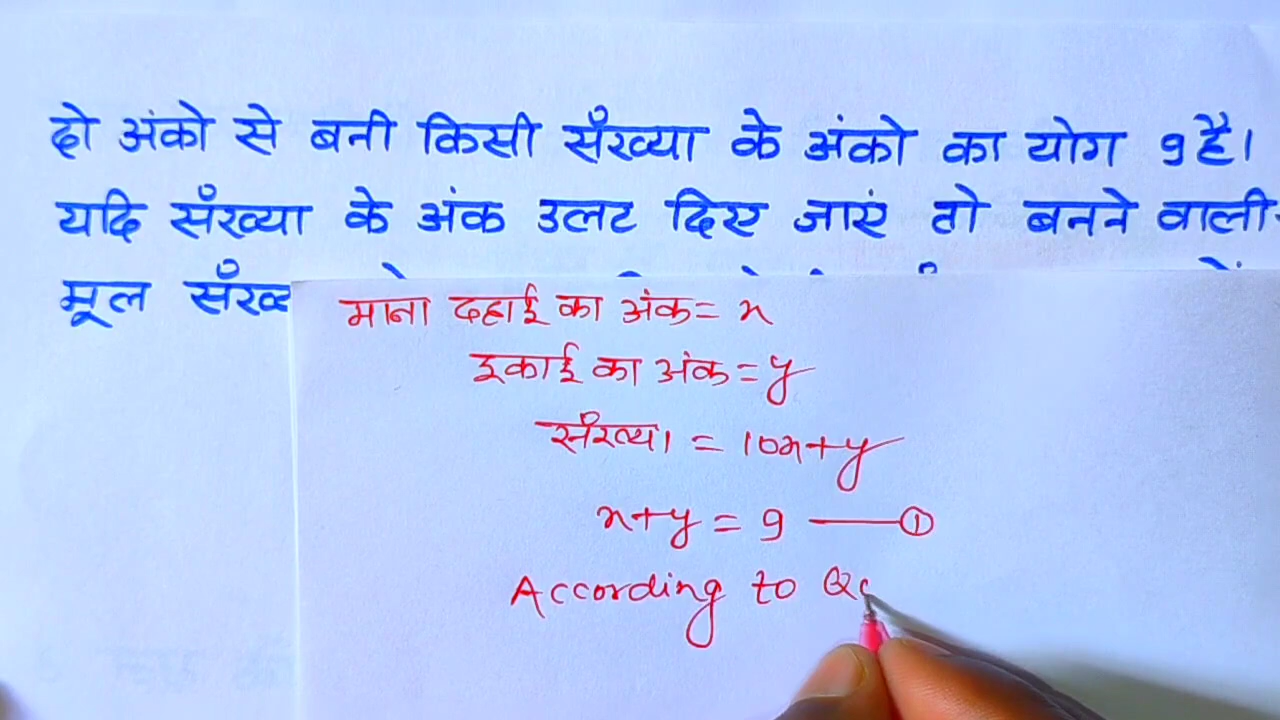 दो अंको से बनी किसी सँख्या के अंको का योग 9 है।
यदि सँख्या के अंक उलट दिए जाएं तो बनने वाली
मूल
माना दहाई का अंक = x
इकाई का अंक = y
सँख्या = 10x+y
x+y = 9 —①
According to